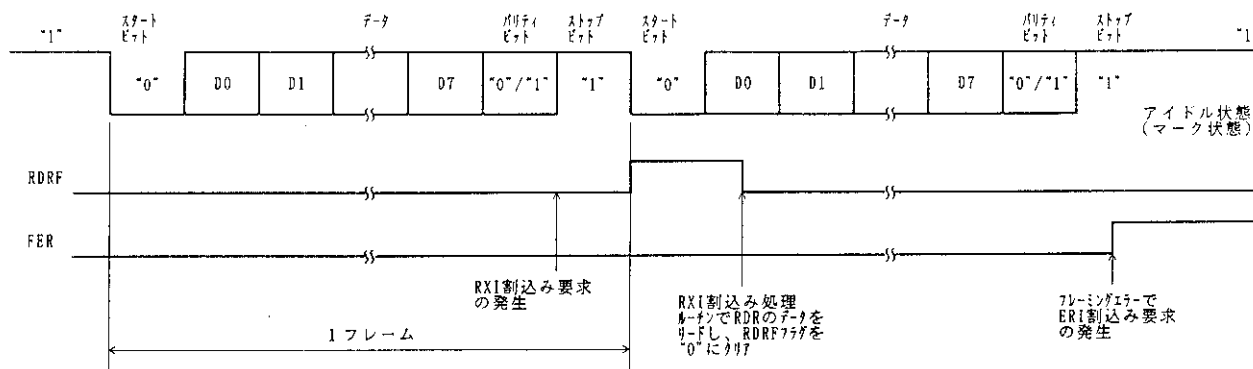 スタート
ビット
データ
パリティ
ビット
ストップ
ビット
スタート
ビット
データ
パリティ
ビット
ストップ
ビット
"1"
"1
"0"
D0
D1
D7
"0"/"1"
"1"
"0"
D0
D1
D7
"0"/"1"
"1"
アイドル状態
(マーク状態)
RDRF
FER
RXI割込み要求
の発生
RXI割込み処理
ルーチンでRDRのデータを
リードし、RDRFフラグを
"0"にクリア
フレーミングエラーで
ERI割込み要求
の発生
1フレーム